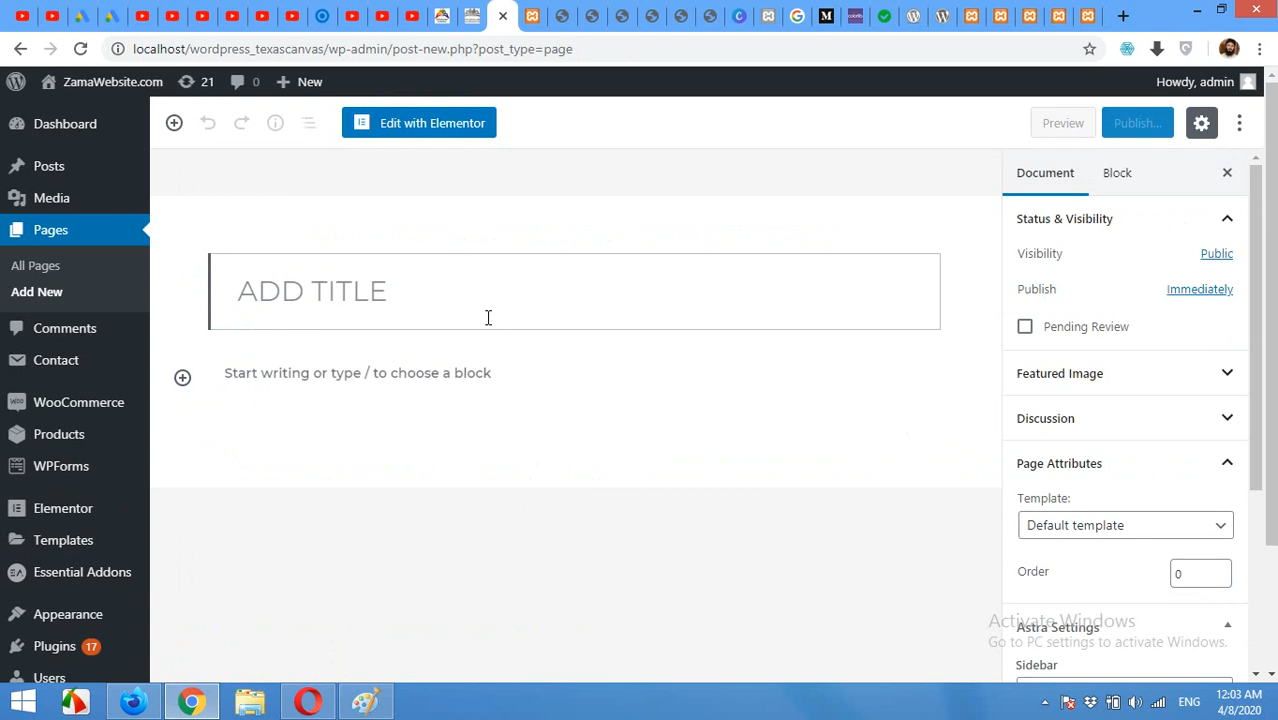 localhost/wordpress_texascanvas/wp-admin/post-new.php?post_type=page
ZamaWebsite.com
21
0
New
Howdy, admin
Dashboard
Posts
Media
Pages
All Pages
Add New
Comments
Contact
WooCommerce
Products
WPForms
Elementor
Templates
Essential Addons
Appearance
Plugins 17
Users
Edit with Elementor
Preview
Publish...
ADD TITLE
Start writing or type / to choose a block
Document
Block
Status & Visibility
Visibility
Public
Publish
Immediately
Pending Review
Featured Image
Discussion
Page Attributes
Template:
Default template
Order
0
Activate Windows
Astra Settings
Go to PC settings to activate Windows.
Sidebar
ENG
12:03 AM
4/8/2020